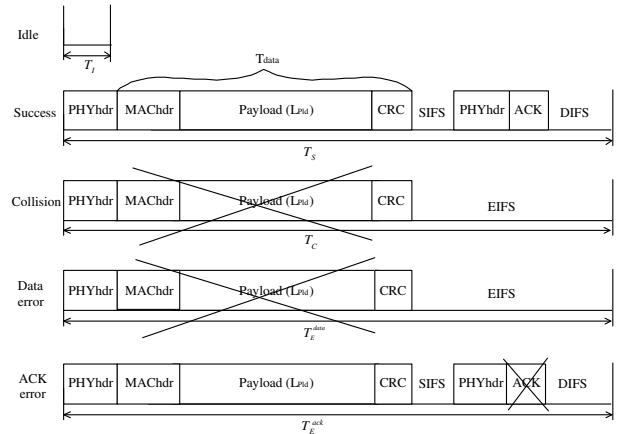 Idle
T_I
T_data
Success PHYhdr MAChdr Payload (L_Pld) CRC SIFS PHYhdr ACK DIFS
T_S
Collision PHYhdr MAChdr Payload (L_Pld) CRC EIFS
T_C
Data error PHYhdr MAChdr Payload (L_Pld) CRC EIFS
T_E^data
ACK error PHYhdr MAChdr Payload (L_Pld) CRC SIFS PHYhdr ACK DIFS
T_E^ack